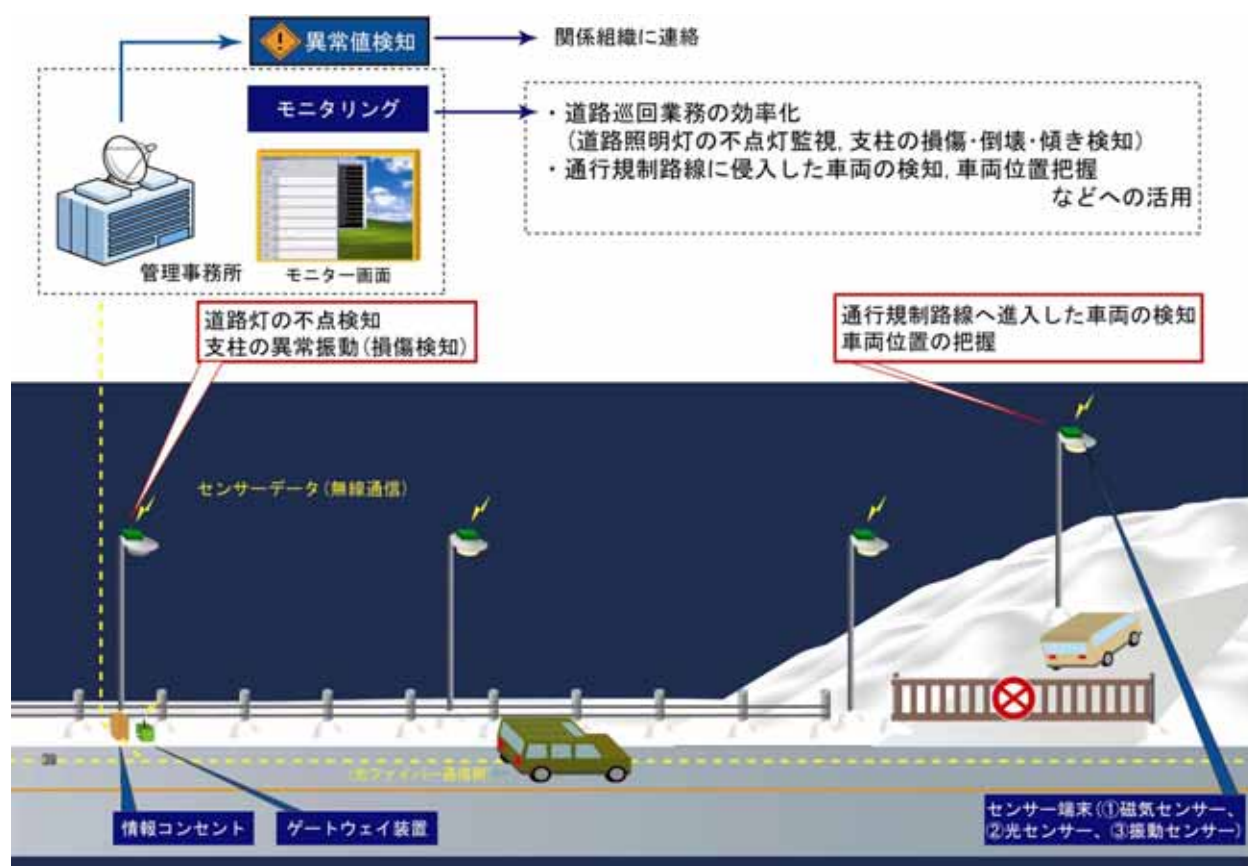 異常値検知
関係組織に連絡
モニタリング
・道路巡回業務の効率化
(道路照明灯の不点灯監視, 支柱の損傷・倒壊・傾き検知)
・通行規制路線に侵入した車両の検知, 車両位置把握
などへの活用
管理事務所
モニター画面
道路灯の不点検知
支柱の異常振動(損傷検知)
通行規制路線へ進入した車両の検知
車両位置の把握
センサーデータ(無線通信)
光ファイバー通信網
情報コンセント
ゲートウェイ装置
センサー端末(①磁気センサー、
②光センサー、③振動センサー)